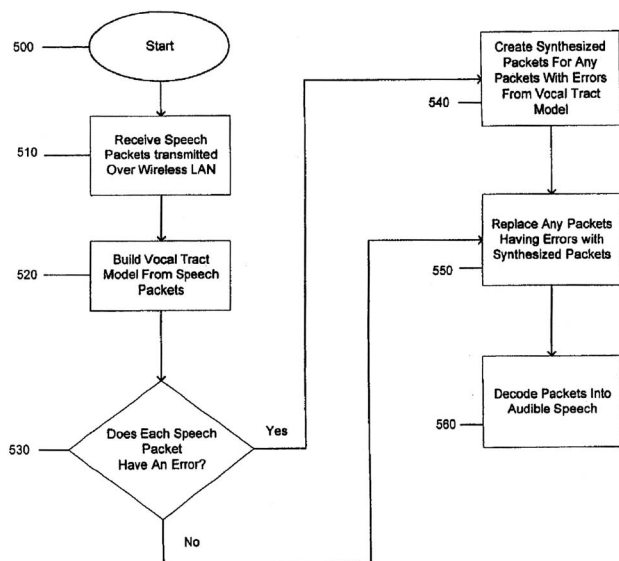 500
Start
510
Receive Speech
Packets transmitted
Over Wireless LAN
520
Build Vocal Tract
Model From Speech
Packets
530
Does Each Speech
Packet
Have An Error?
Yes
No
Create Synthesized
Packets For Any
Packets With Errors
From Vocal Tract
Model
540
Replace Any Packets
Having Errors with
Synthesized Packets
550
Decode Packets Into
Audible Speech
560